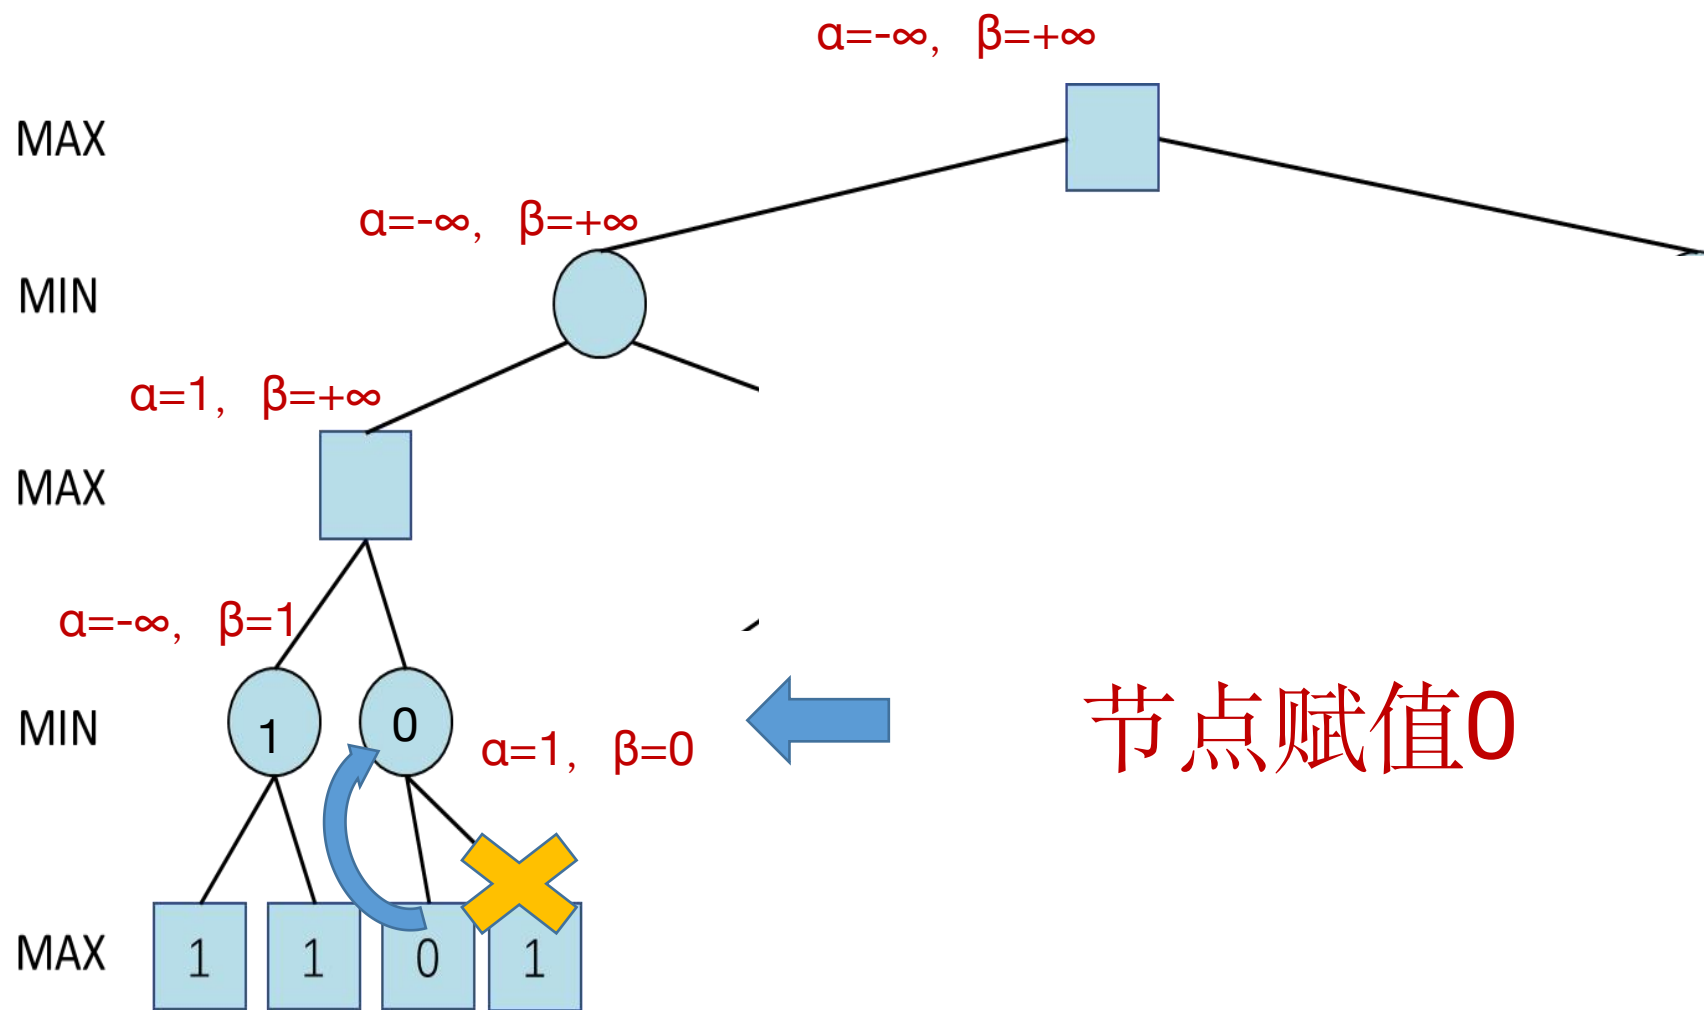 α=-∞, β=+∞
MAX
α=-∞, β=+∞
MIN
α=1, β=+∞
MAX
α=-∞, β=1
MIN
1
0
α=1, β=0
节点赋值0
MAX
1
1
0
1